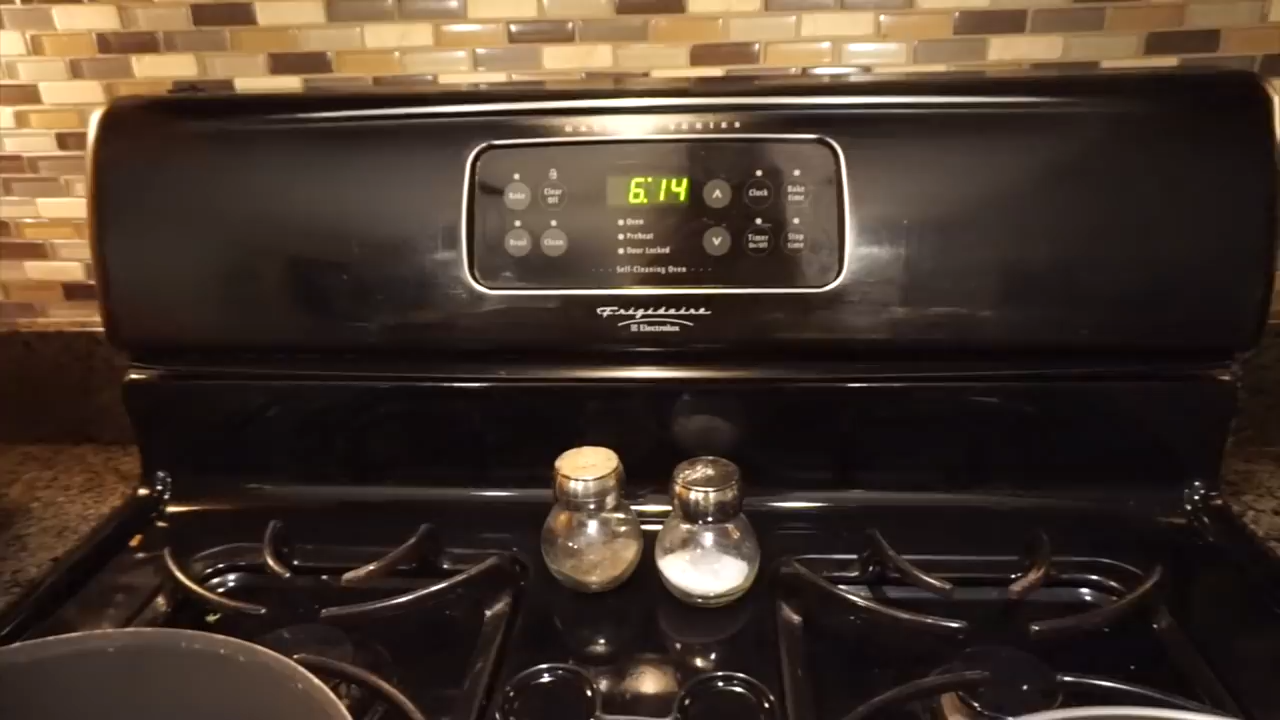 SERIES
Bake
Clear
Off
6:14
Clock
Bake
time
Oven
PreHeat
Door Locked
Broil
Clean
Timer
On/Off
Stop
time
Self-Cleaning Oven
Frigidaire
Electrolux